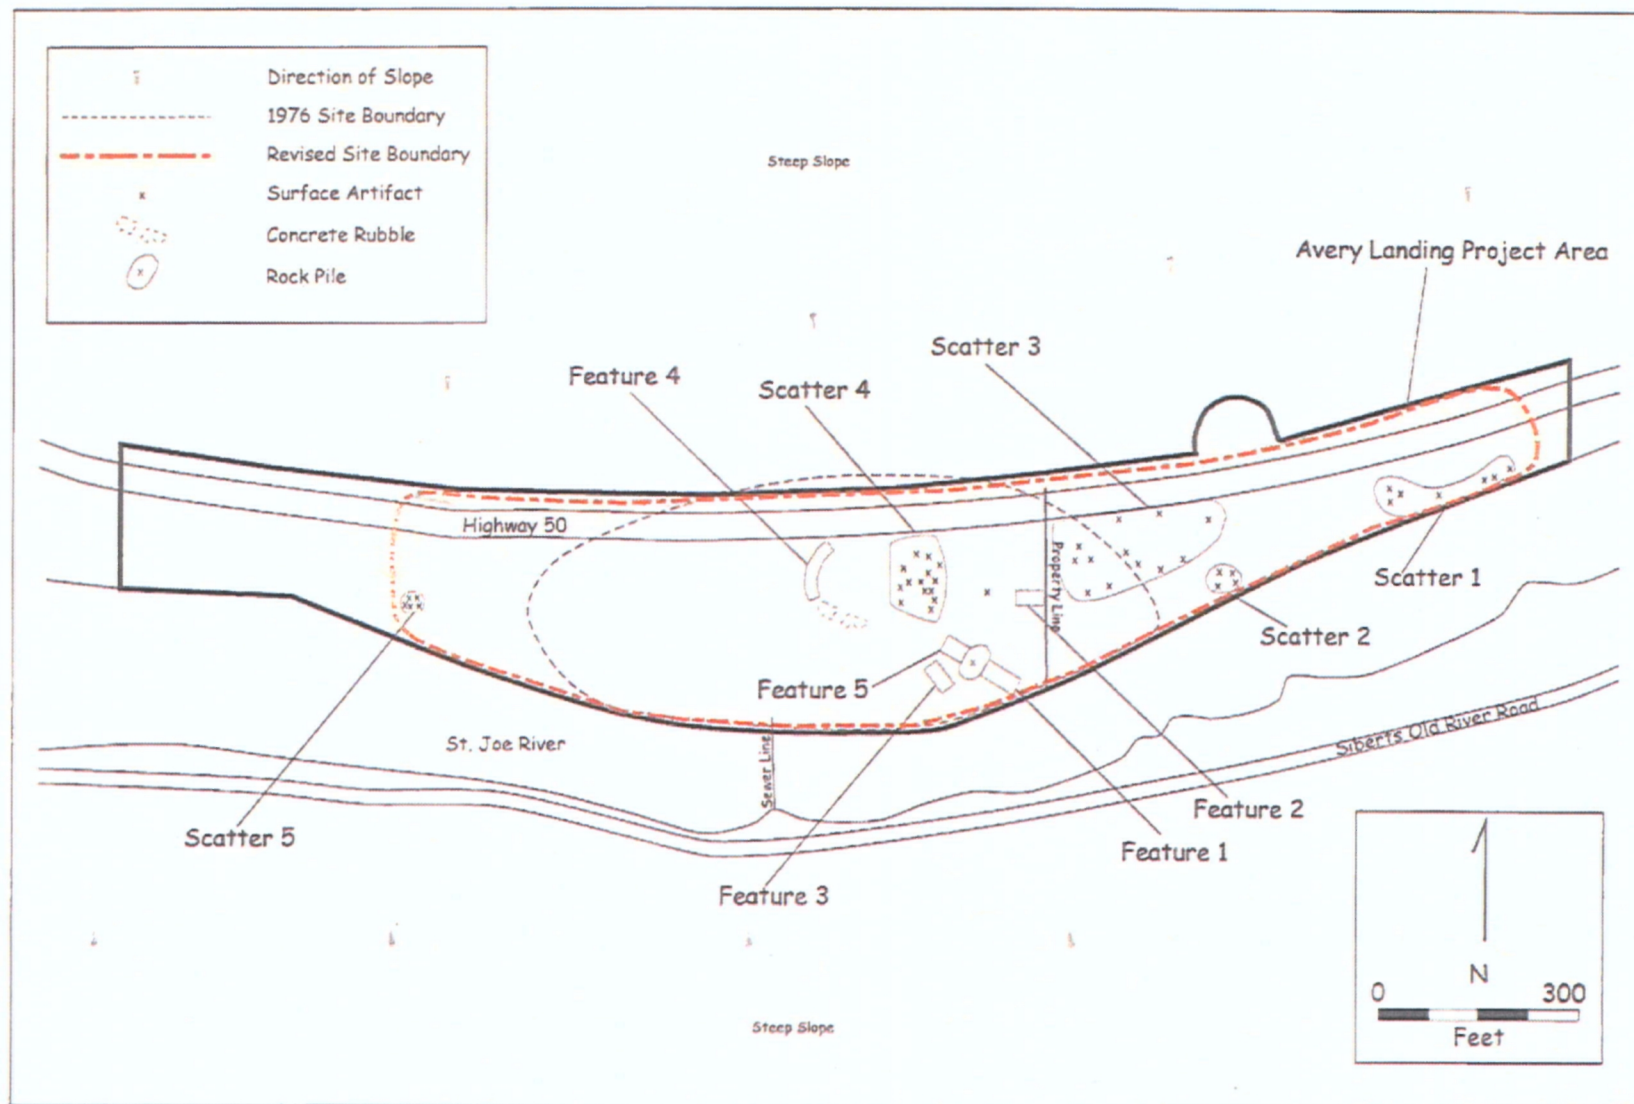 Direction of Slope
1976 Site Boundary
Revised Site Boundary
x Surface Artifact
Concrete Rubble
x Rock Pile
Steep Slope
Avery Landing Project Area
Scatter 3
Feature 4
Scatter 4
Highway 50
Property Line
Scatter 1
Scatter 2
Feature 5
St. Joe River
Sewer Line
Siberts Old River Road
Feature 2
Scatter 5
Feature 1
Feature 3
Steep Slope
N
0 300
Feet